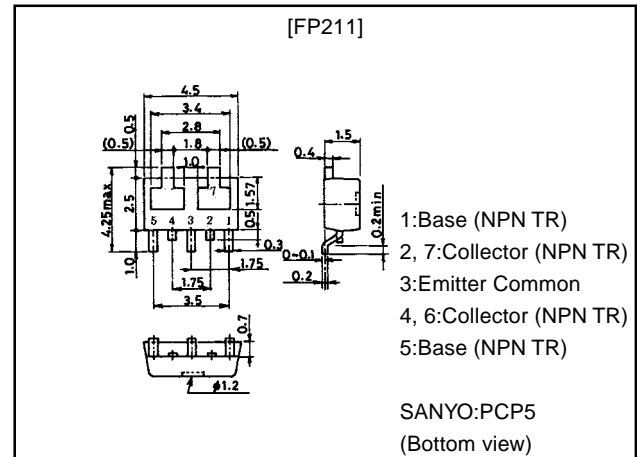 [FP211]
4.5
3.4
2.8
(0.5) 1.8 (0.5)
1.0
0.5
1.5
0.4
4.25max
2.5
1.57
0.5
7
5 4 3 2 1
0.2min
0.3
1.0
1.75
0~0.1
1.75
0.2
3.5
0.7
φ1.2
1:Base (NPN TR)
2, 7:Collector (NPN TR)
3:Emitter Common
4, 6:Collector (NPN TR)
5:Base (NPN TR)
SANYO:PCP5
(Bottom view)